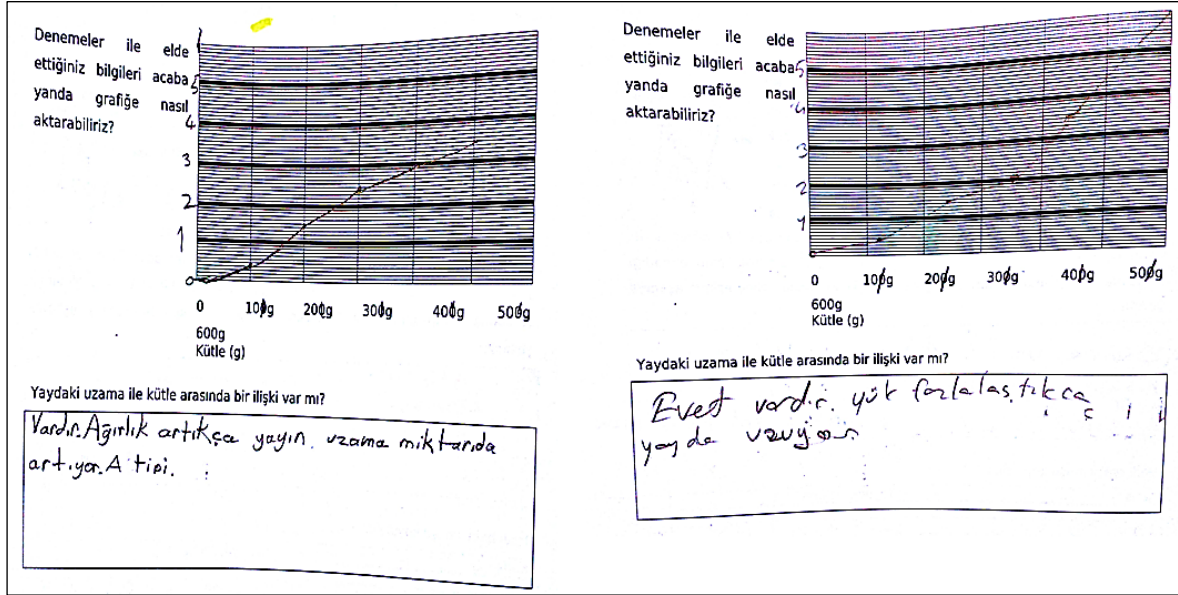 Denemeler ile elde
ettiğiniz bilgileri acaba
yanda grafiğe nasıl
aktarabiliriz?
5
4
3
2
1
0
0 100g 200g 300g 400g 500g
600g
Kütle (g)
Yaydaki uzama ile kütle arasında bir ilişki var mı?
Vardır. Ağırlık artıkça yayın uzama miktarıda
artıyor. A tipi.
Denemeler ile elde
ettiğiniz bilgileri acaba
yanda grafiğe nasıl
aktarabiliriz?
5
4
3
2
1
0 100g 200g 300g 400g 500g
600g
Kütle (g)
Yaydaki uzama ile kütle arasında bir ilişki var mı?
Evet vardır. yük fazlalaştıkca
yayda uzuyor